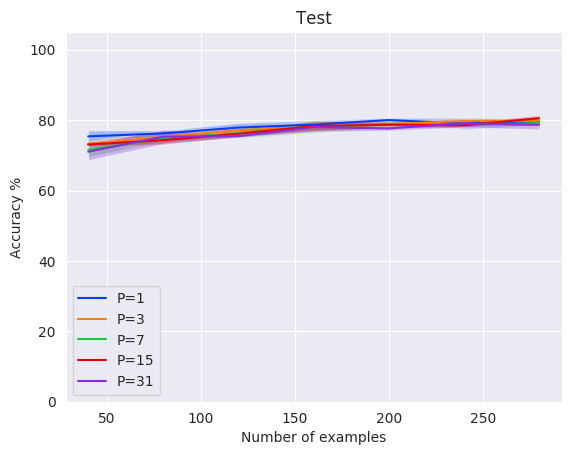 Test
Accuracy %
100
80
60
40
20
0
P=1
P=3
P=7
P=15
P=31
50 100 150 200 250
Number of examples